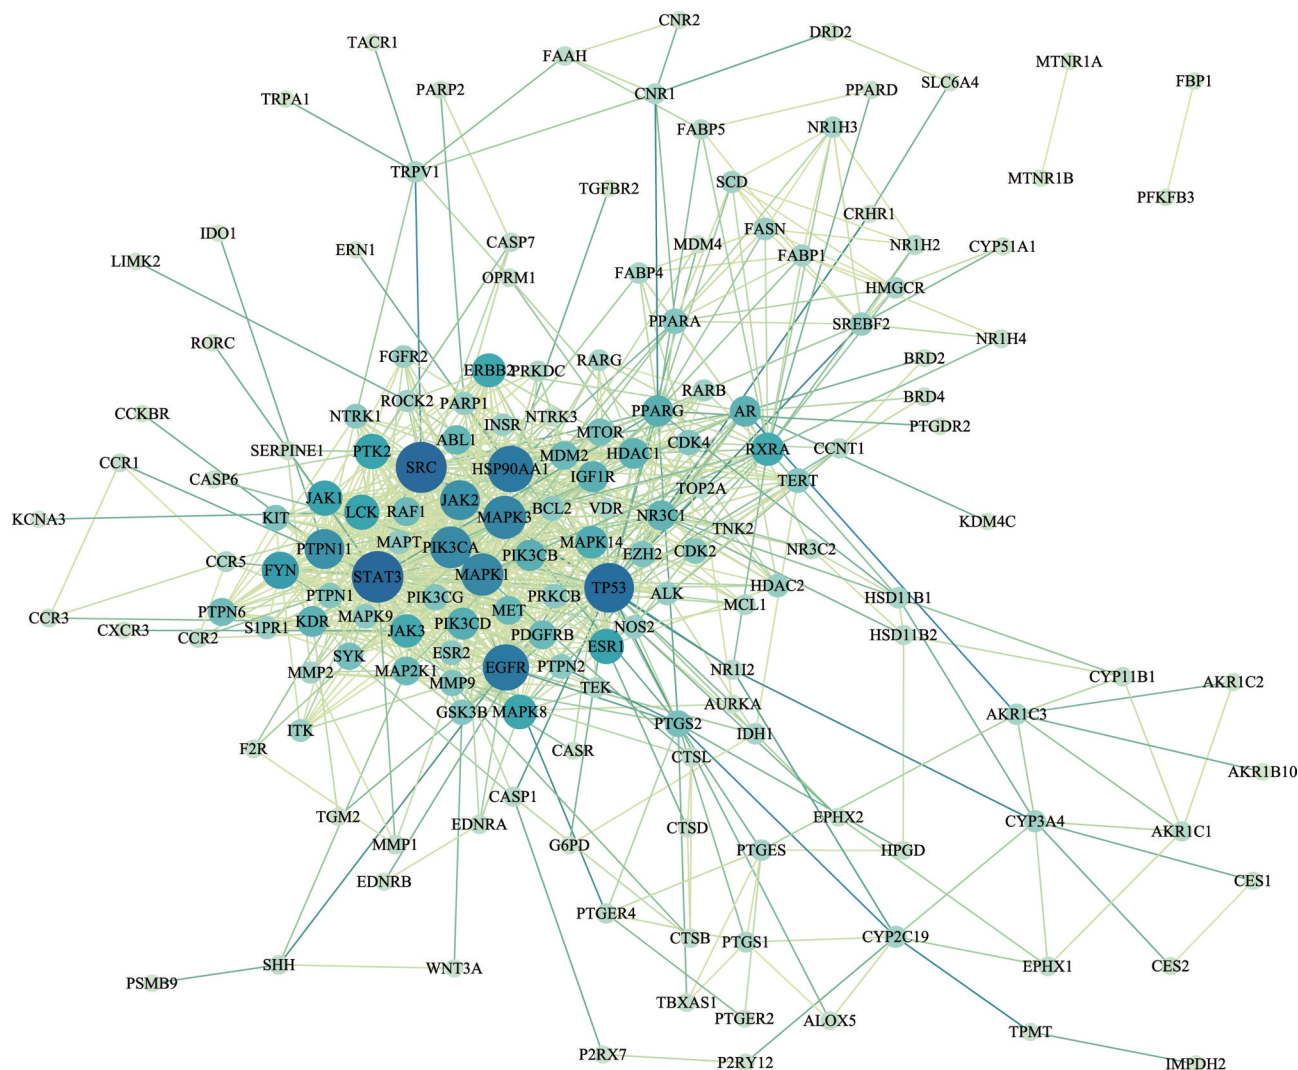 CNR2
DRD2
TACR1
FAAH
MTNR1A
FBP1
SLC6A4
PARP2
PPARD
CNR1
TRPA1
FABP5
NR1H3
TRPV1
MTNR1B
SCD
TGFBR2
PFKFB3
CRHR1
IDO1
FASN
CASP7
MDM4
NR1H2
CYP51A1
ERN1
LIMK2
FABP1
OPRM1
FABP4
HMGCR
PPARA
SREBF2
RORC
NR1H4
FGFR2
RARG
BRD2
ERBB2
PRKDC
RARB
BRD4
ROCK2
PARP1
CCKBR
NTRK1
NTRK3
PPARG
AR
INSR
PTGDR2
MTOR
ABL1
CDK4
SERPINE1
PTK2
CCNT1
RXRA
MDM2
HDAC1
CCR1
SRC
HSP90AA1
IGF1R
CASP6
TERT
TOP2A
JAK1
JAK2
LCK
RAF1
BCL2
VDR
NR3C1
KCNA3
KIT
MAPK3
KDM4C
TNK2
MAPT
PTPN11
PIK3CA
MAPK14
NR3C2
PIK3CB
EZH2
CDK2
CCR5
FYN
STAT3
MAPK1
TP53
HDAC2
PTPN1
PIK3CG
PRKCB
ALK
HSD11B1
MCL1
PTPN6
MET
CCR3
MAPK9
KDR
CXCR3
S1PR1
JAK3
PIK3CD
NOS2
CCR2
PDGFRB
HSD11B2
ESR1
SYK
ESR2
EGFR
PTPN2
MMP2
MAP2K1
NR1I2
CYP11B1
MMP9
TEK
AKR1C2
AURKA
GSK3B
MAPK8
AKR1C3
PTGS2
ITK
IDH1
F2R
CASR
CTSL
AKR1B10
CASP1
TGM2
EPHX2
CYP3A4
EDNRA
CTSD
AKR1C1
MMP1
G6PD
PTGES
HPGD
EDNRB
CES1
PTGER4
CTSB
PTGS1
CYP2C19
SHH
WNT3A
EPHX1
CES2
PSMB9
TBXAS1
PTGER2
ALOX5
TPMT
P2RX7
P2RY12
IMPDH2